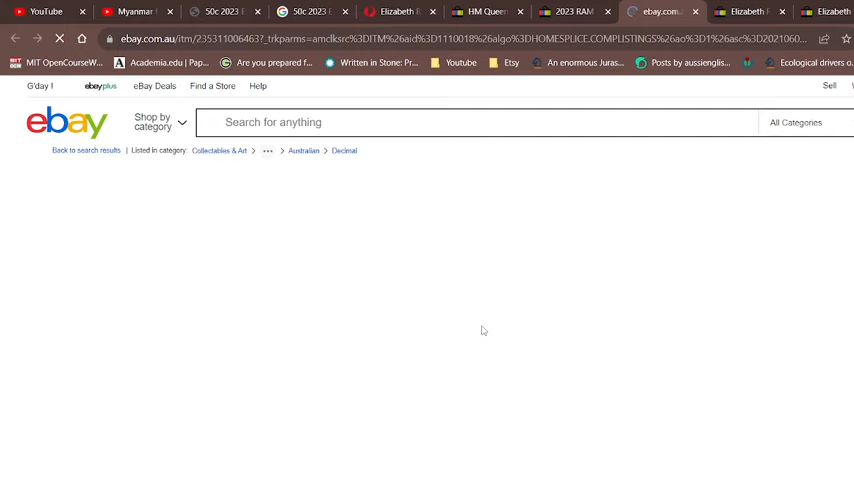 YouTube
Myanmar
50c 2023 E
50c 2023 E
Elizabeth R
HM Queen
2023 RAM
ebay.com.a
Elizabeth R
Elizabeth
ebay.com.au/itm/235311006463?_trkparms=amclksrc%3DITM%26aid%3D1110018%26algo%3DHOMESPLICE.COMPLISTINGS%26ao%3D1%26asc%3D2021060...
MIT OpenCourseW...
Academia.edu | Pap...
Are you prepared f...
Written in Stone: Pr...
Youtube
Etsy
An enormous Juras...
Posts by aussienglis...
Ecological drivers o
G'day !
ebayplus
eBay Deals
Find a Store
Help
Sell
ebay
Shop by
category
Search for anything
All Categories
Back to search results | Listed in category: Collectables & Art > ••• > Australian > Decimal